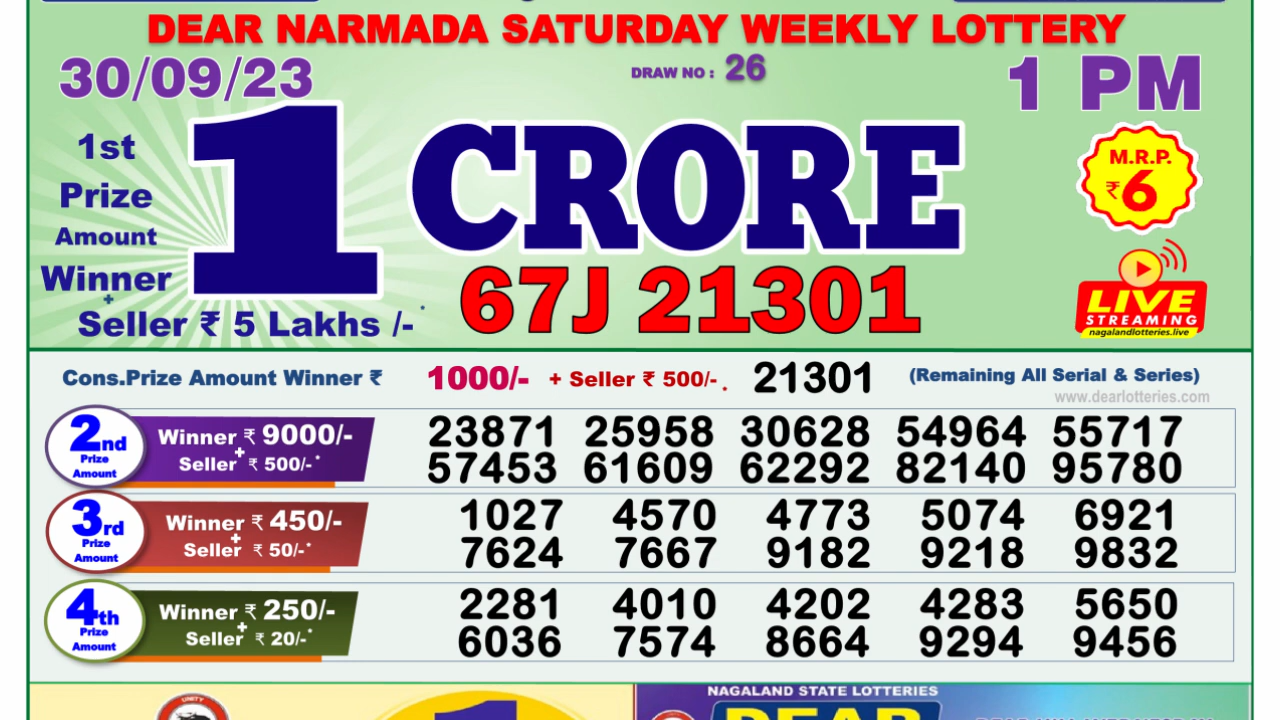 DEAR NARMADA SATURDAY WEEKLY LOTTERY
30/09/23
DRAW NO : 26
1 PM
1st
Prize
Amount
Winner
+
Seller ₹ 5 Lakhs /- *
1 CRORE
67J 21301
M.R.P.
₹6
LIVE
STREAMING
nagalandlotteries.live
Cons.Prize Amount Winner ₹ 1000/- + Seller ₹ 500/- . 21301 (Remaining All Serial & Series)
www.dearlotteries.com
2nd
Prize
Amount
Winner ₹ 9000/-
+
Seller ₹ 500/- *
23871 25958 30628 54964 55717
57453 61609 62292 82140 95780
3rd
Prize
Amount
Winner ₹ 450/-
+
Seller ₹ 50/- *
1027 4570 4773 5074 6921
7624 7667 9182 9218 9832
4th
Prize
Amount
Winner ₹ 250/-
+
Seller ₹ 20/- *
2281 4010 4202 4283 5650
6036 7574 8664 9294 9456
UNITY
1
NAGALAND STATE LOTTERIES
DEAR